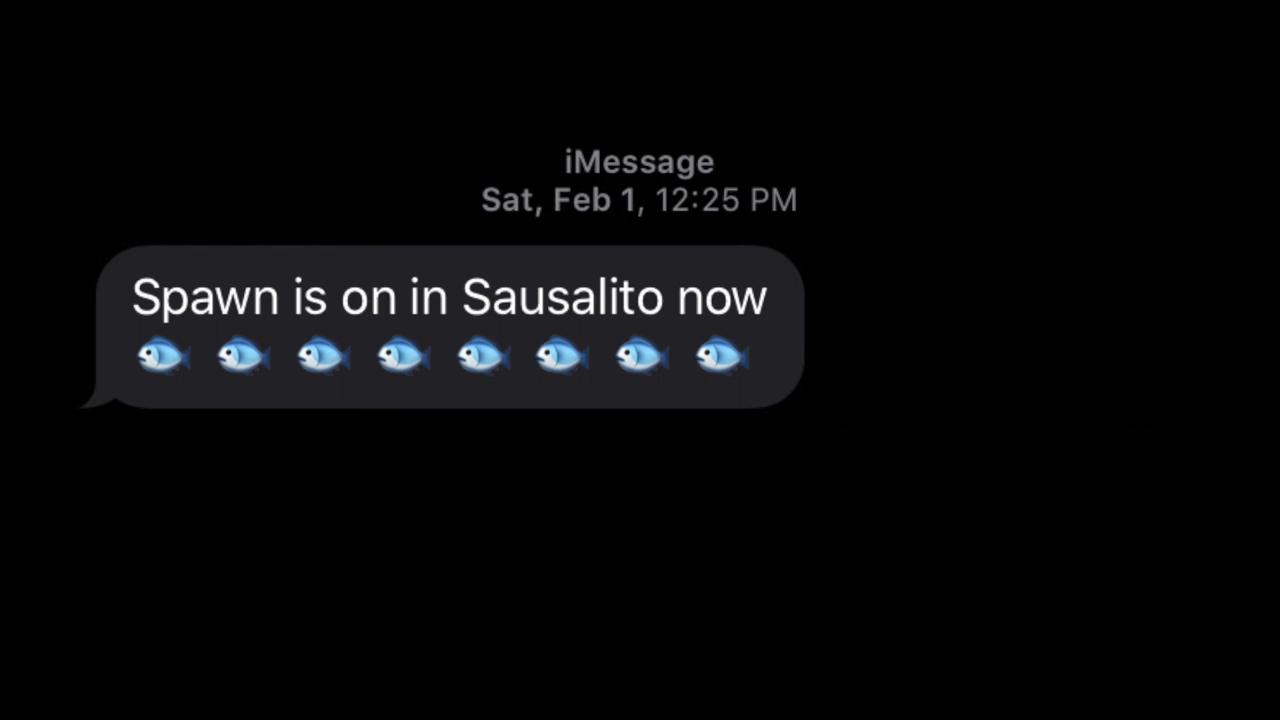 iMessage
Sat, Feb 1, 12:25 PM
Spawn is on in Sausalito now
🐟 🐟 🐟 🐟 🐟 🐟 🐟 🐟